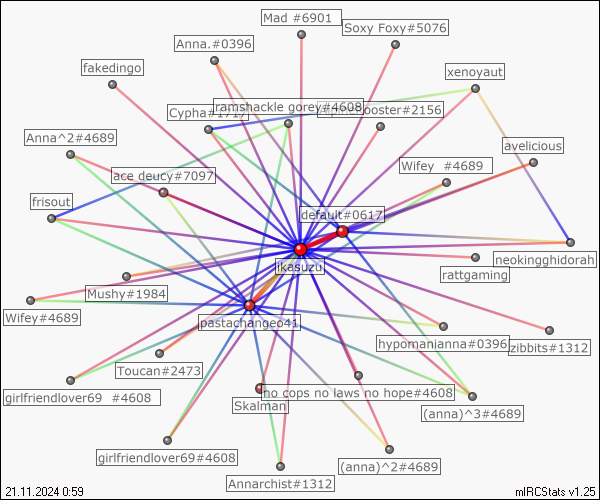 Mad #6901
Soxy Foxy#5076
Anna.#0396
fakedingo
xenoyaut
ramshackle gorey#4608
Cypha#1717
ooster#2156
Anna^2#4689
avelicious
Wifey  #4689
ace deucy#7097
frisout
default#0617
neokingghidorah
ikasuzu
rattgaming
Mushy#1984
Wifey#4689
pastachange641
hypomanianna#0396
zibbits#1312
Toucan#2473
girlfriendlover69  #4608
no cops no laws no hope#4608
Skalman
(anna)^3#4689
girlfriendlover69#4608
(anna)^2#4689
Annarchist#1312
21.11.2024 0:59
mIRCStats v1.25